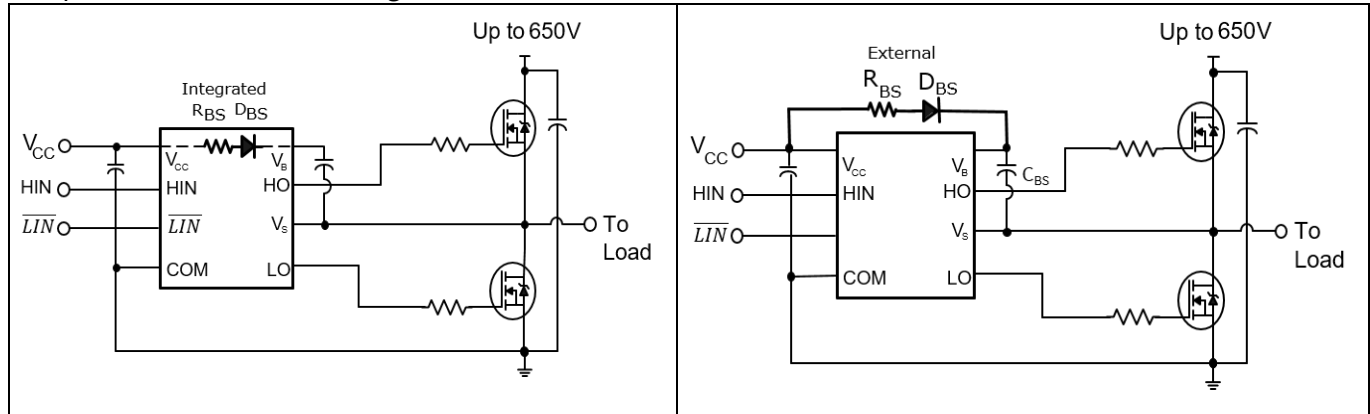 Up to 650V
Integrated
RBS DBS
VCC
VCC
VB
HIN
HIN
HO
LIN
LIN
VS
To
Load
COM
LO
Up to 650V
External
RBS DBS
VCC
VCC
VB
CBS
HIN
HIN
HO
LIN
VS
To
Load
COM
LO